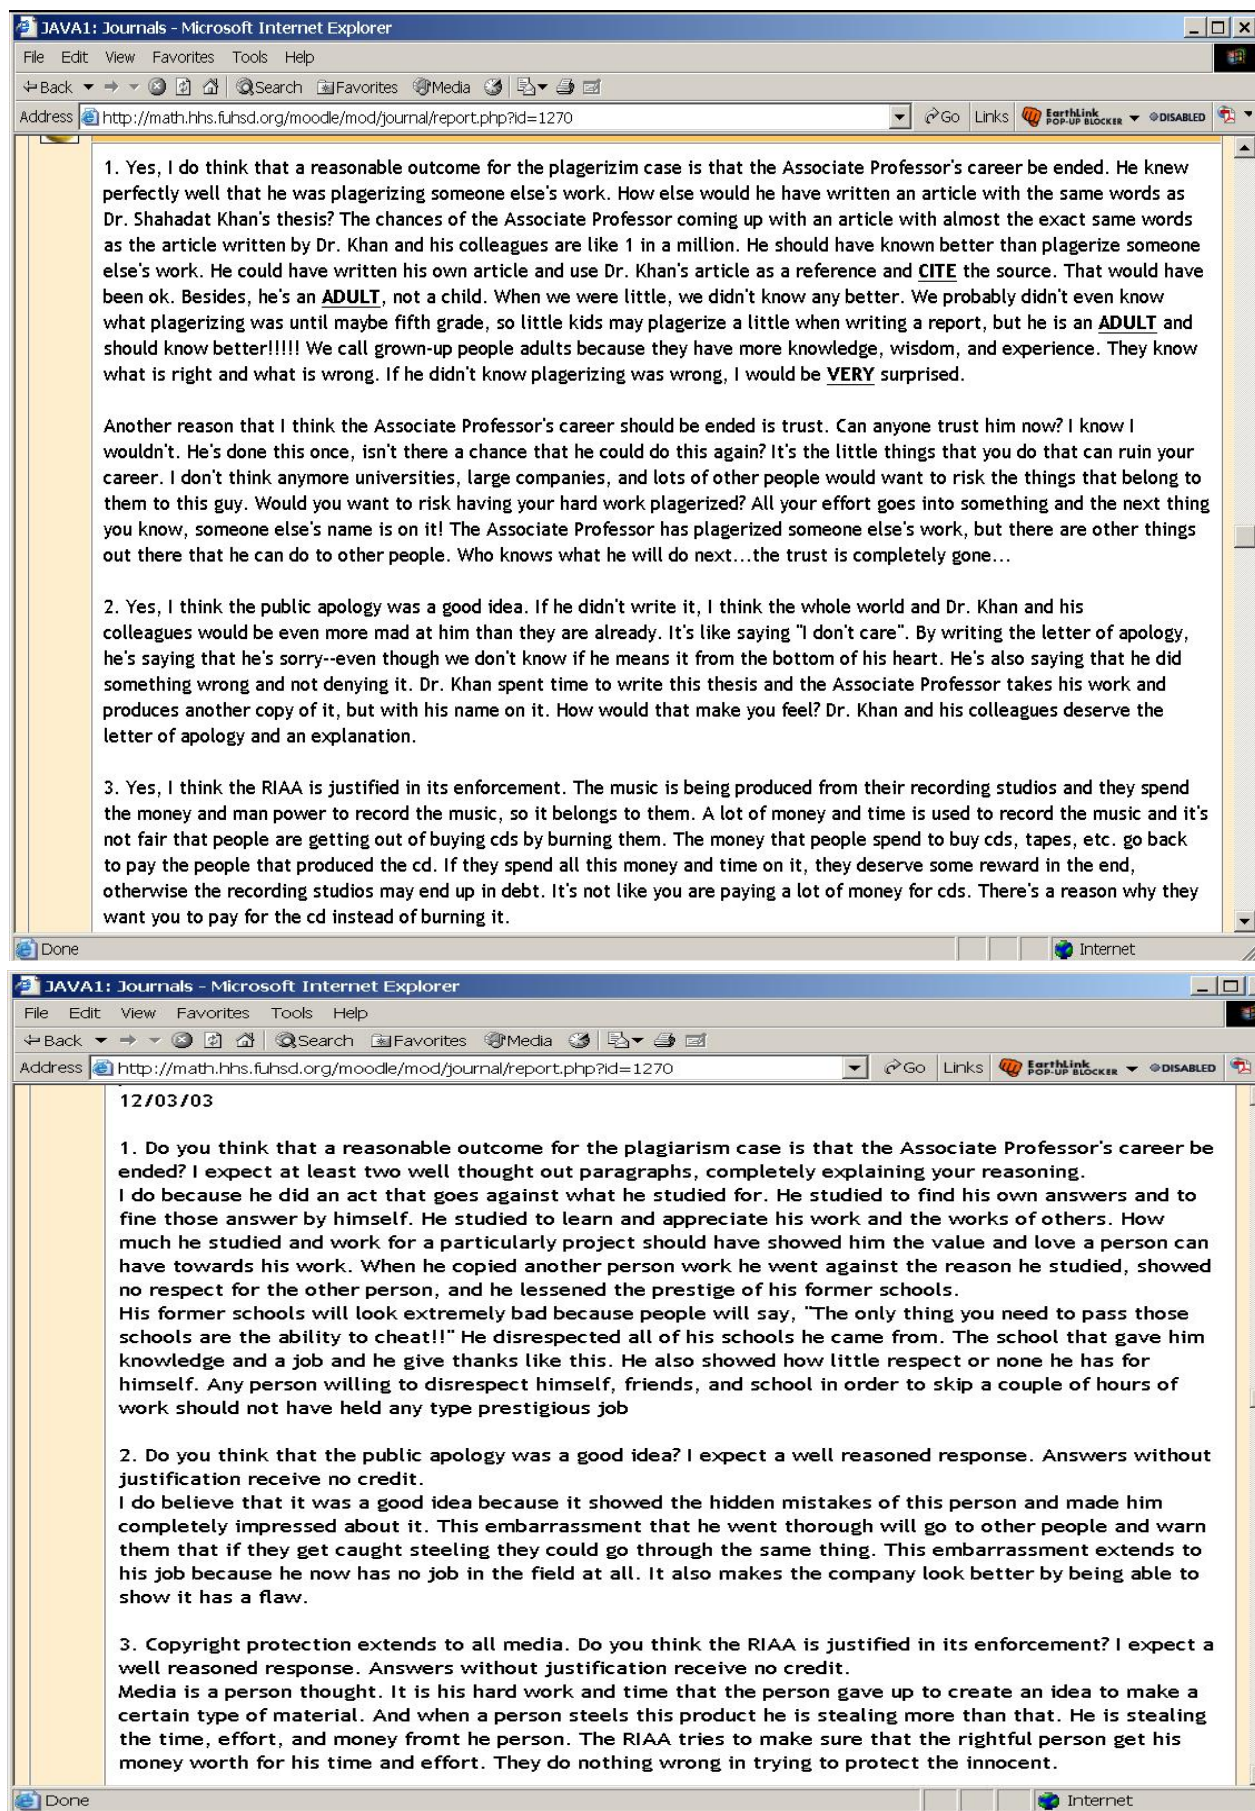 JAVA1: Journals - Microsoft Internet Explorer
File Edit View Favorites Tools Help
Back Search Favorites Media
Address http://math.hhs.fuhsd.org/moodle/mod/journal/report.php?id=1270 Go Links EarthLink POP-UP BLOCKER DISABLED
1. Yes, I do think that a reasonable outcome for the plagerizim case is that the Associate Professor's career be ended. He knew
perfectly well that he was plagerizing someone else's work. How else would he have written an article with the same words as
Dr. Shahadat Khan's thesis? The chances of the Associate Professor coming up with an article with almost the exact same words
as the article written by Dr. Khan and his colleagues are like 1 in a million. He should have known better than plagerize someone
else's work. He could have written his own article and use Dr. Khan's article as a reference and CITE the source. That would have
been ok. Besides, he's an ADULT, not a child. When we were little, we didn't know any better. We probably didn't even know
what plagerizing was until maybe fifth grade, so little kids may plagerize a little when writing a report, but he is an ADULT and
should know better!!!!! We call grown-up people adults because they have more knowledge, wisdom, and experience. They know
what is right and what is wrong. If he didn't know plagerizing was wrong, I would be VERY surprised.
Another reason that I think the Associate Professor's career should be ended is trust. Can anyone trust him now? I know I
wouldn't. He's done this once, isn't there a chance that he could do this again? It's the little things that you do that can ruin your
career. I don't think anymore universities, large companies, and lots of other people would want to risk the things that belong to
them to this guy. Would you want to risk having your hard work plagerized? All your effort goes into something and the next thing
you know, someone else's name is on it! The Associate Professor has plagerized someone else's work, but there are other things
out there that he can do to other people. Who knows what he will do next...the trust is completely gone...
2. Yes, I think the public apology was a good idea. If he didn't write it, I think the whole world and Dr. Khan and his
colleagues would be even more mad at him than they are already. It's like saying "I don't care". By writing the letter of apology,
he's saying that he's sorry--even though we don't know if he means it from the bottom of his heart. He's also saying that he did
something wrong and not denying it. Dr. Khan spent time to write this thesis and the Associate Professor takes his work and
produces another copy of it, but with his name on it. How would that make you feel? Dr. Khan and his colleagues deserve the
letter of apology and an explanation.
3. Yes, I think the RIAA is justified in its enforcement. The music is being produced from their recording studios and they spend
the money and man power to record the music, so it belongs to them. A lot of money and time is used to record the music and it's
not fair that people are getting out of buying cds by burning them. The money that people spend to buy cds, tapes, etc. go back
to pay the people that produced the cd. If they spend all this money and time on it, they deserve some reward in the end,
otherwise the recording studios may end up in debt. It's not like you are paying a lot of money for cds. There's a reason why they
want you to pay for the cd instead of burning it.
Done Internet
JAVA1: Journals - Microsoft Internet Explorer
File Edit View Favorites Tools Help
Back Search Favorites Media
Address http://math.hhs.fuhsd.org/moodle/mod/journal/report.php?id=1270 Go Links EarthLink POP-UP BLOCKER DISABLED
12/03/03
1. Do you think that a reasonable outcome for the plagiarism case is that the Associate Professor's career be
ended? I expect at least two well thought out paragraphs, completely explaining your reasoning.
I do because he did an act that goes against what he studied for. He studied to find his own answers and to
fine those answer by himself. He studied to learn and appreciate his work and the works of others. How
much he studied and work for a particularly project should have showed him the value and love a person can
have towards his work. When he copied another person work he went against the reason he studied, showed
no respect for the other person, and he lessened the prestige of his former schools.
His former schools will look extremely bad because people will say, "The only thing you need to pass those
schools are the ability to cheat!!" He disrespected all of his schools he came from. The school that gave him
knowledge and a job and he give thanks like this. He also showed how little respect or none he has for
himself. Any person willing to disrespect himself, friends, and school in order to skip a couple of hours of
work should not have held any type prestigious job
2. Do you think that the public apology was a good idea? I expect a well reasoned response. Answers without
justification receive no credit.
I do believe that it was a good idea because it showed the hidden mistakes of this person and made him
completely impressed about it. This embarrassment that he went thorough will go to other people and warn
them that if they get caught steeling they could go through the same thing. This embarrassment extends to
his job because he now has no job in the field at all. It also makes the company look better by being able to
show it has a flaw.
3. Copyright protection extends to all media. Do you think the RIAA is justified in its enforcement? I expect a
well reasoned response. Answers without justification receive no credit.
Media is a person thought. It is his hard work and time that the person gave up to create an idea to make a
certain type of material. And when a person steels this product he is stealing more than that. He is stealing
the time, effort, and money fromt he person. The RIAA tries to make sure that the rightful person get his
money worth for his time and effort. They do nothing wrong in trying to protect the innocent.
Done Internet